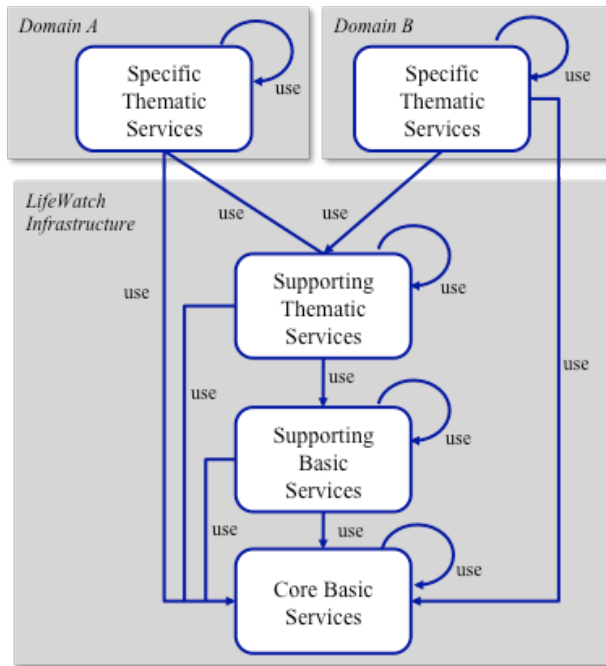 Domain A
Domain B
Specific
Thematic
Services
use
Specific
Thematic
Services
use
LifeWatch
Infrastructure
use
use
use
Supporting
Thematic
Services
use
use
use
use
Supporting
Basic
Services
use
use
use
Core Basic
Services
use